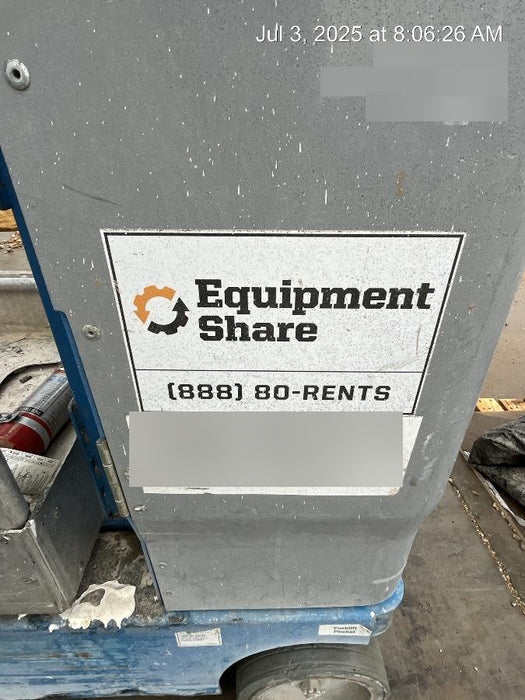 Jul 3, 2025 at 8:06:26 AM
Equipment
Share
(888) 80-RENTS
Forklift
Pocket